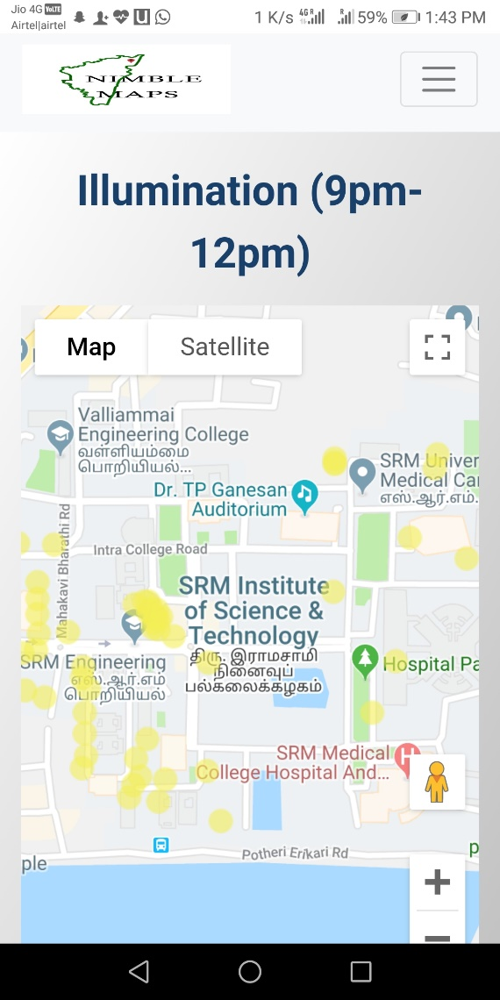 Jio 4G VoLTE
Airtel|airtel
1 K/s 4G R R 59% 1:43 PM
NIMBLE
MAPS
Illumination (9pm-
12pm)
Map
Satellite
Valliammai
Engineering College
வள்ளியம்மை
பொறியியல்...
SRM Univer
Medical Car
எஸ்.ஆர்.எம்.
Dr. TP Ganesan
Auditorium
Mahakavi Bharathi Rd
Intra College Road
SRM Institute
of Science &
Technology
திரு. இராமசாமி
நினைவுப்
பல்கலைக்கழகம்
SRM Engineering
எஸ்.ஆர்.எம்
பொறியியல்
Hospital Pa
SRM Medical
College Hospital And...
H
Potheri Erikari Rd
ple
p